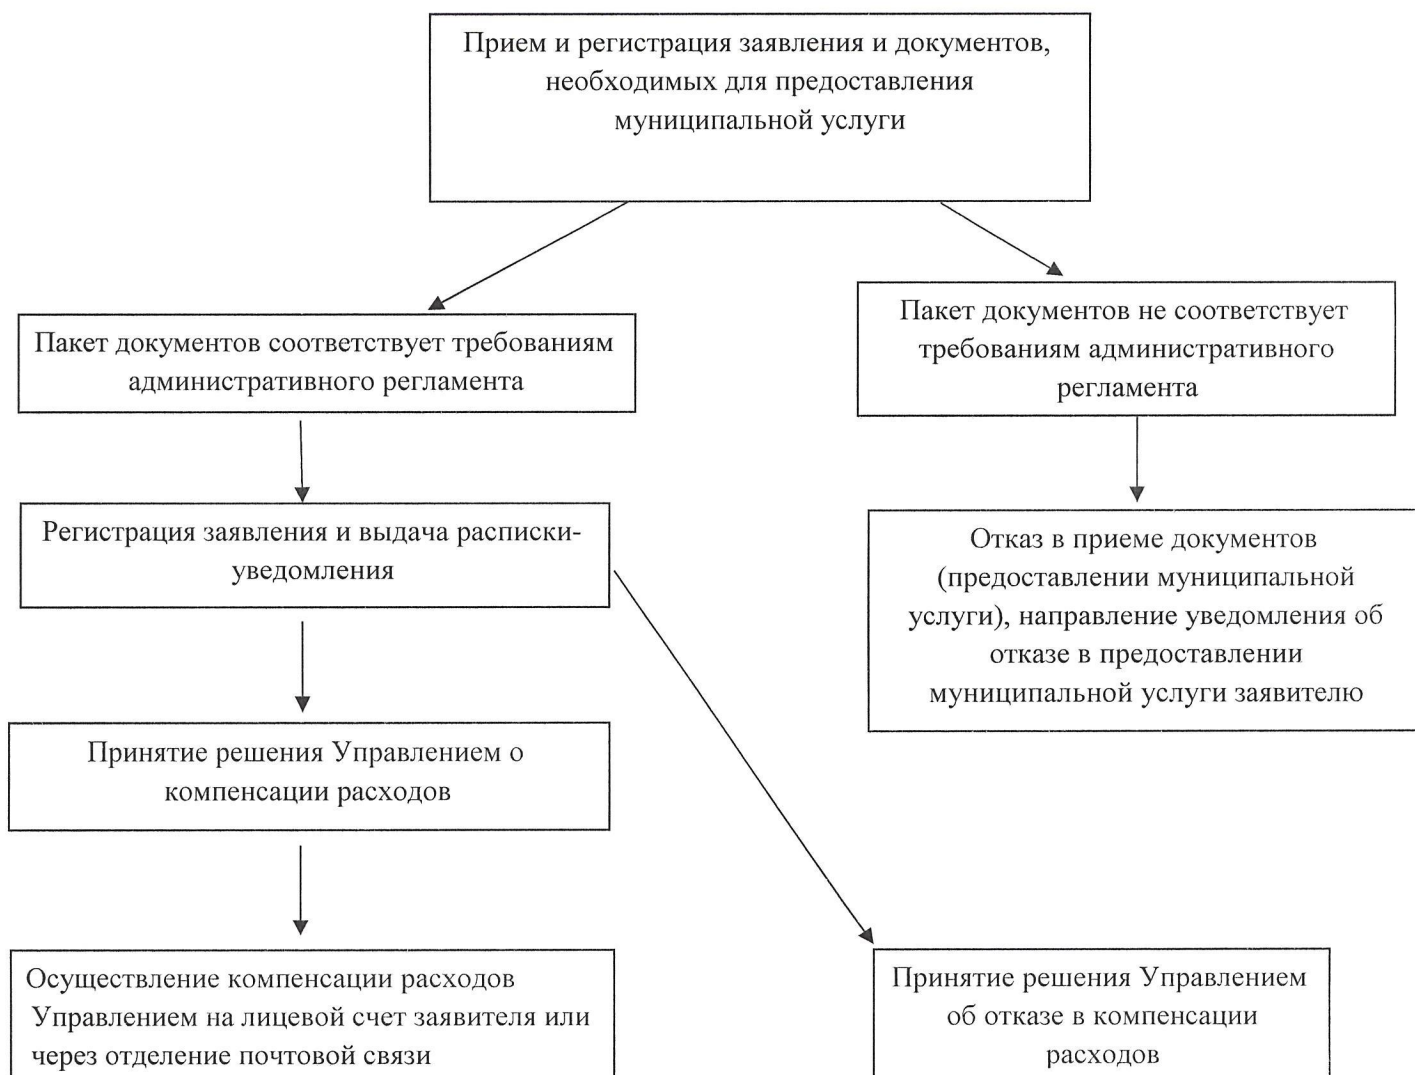 Прием и регистрация заявления и документов,
необходимых для предоставления
муниципальной услуги
Пакет документов соответствует требованиям
административного регламента
Пакет документов не соответствует
требованиям административного
регламента
Регистрация заявления и выдача расписки-
уведомления
Отказ в приеме документов
(предоставлении муниципальной
услуги), направление уведомления об
отказе в предоставлении
муниципальной услуги заявителю
Принятие решения Управлением о
компенсации расходов
Осуществление компенсации расходов
Управлением на лицевой счет заявителя или
через отделение почтовой связи
Принятие решения Управлением
об отказе в компенсации
расходов